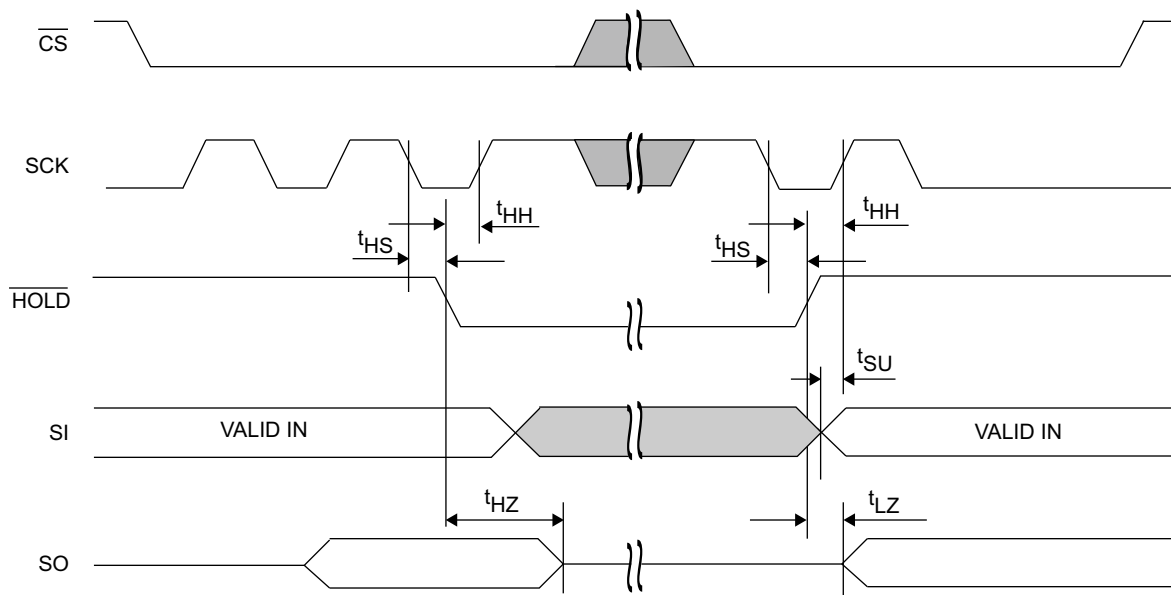 CS
SCK
tHH
tHH
tHS
tHS
HOLD
tSU
SI
VALID IN
VALID IN
tHZ
tLZ
SO